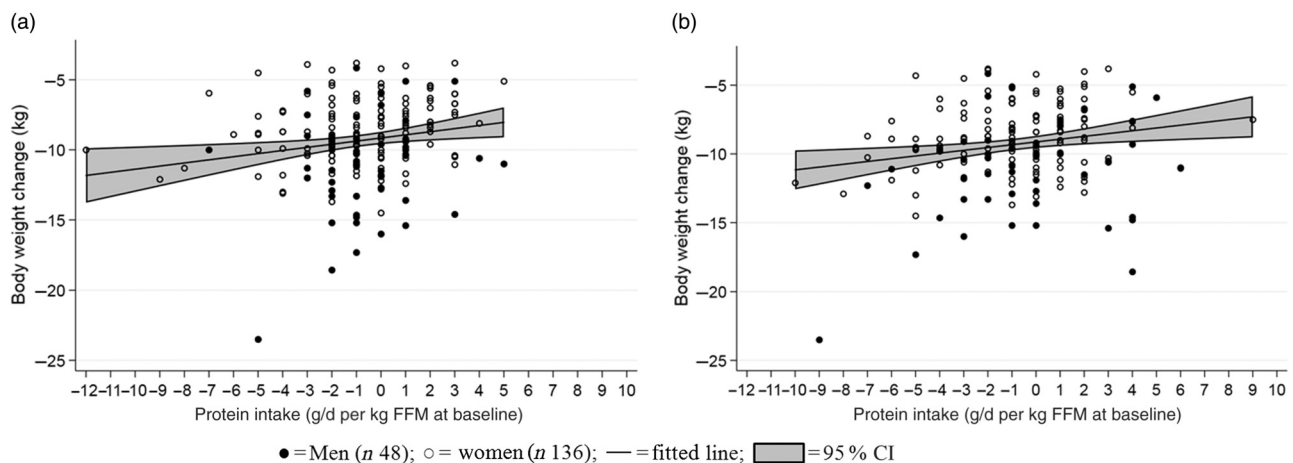 (a)
(b)
Body weight change (kg)
−5
−10
−15
−20
−25
−12 −11 −10 −9 −8 −7 −6 −5 −4 −3 −2 −1 0 1 2 3 4 5 6 7 8 9 10
Protein intake (g/d per kg FFM at baseline)
Body weight change (kg)
−5
−10
−15
−20
−25
−12 −11 −10 −9 −8 −7 −6 −5 −4 −3 −2 −1 0 1 2 3 4 5 6 7 8 9 10
Protein intake (g/d per kg FFM at baseline)
● = Men (n 48); ○ = women (n 136); — = fitted line; = 95 % CI